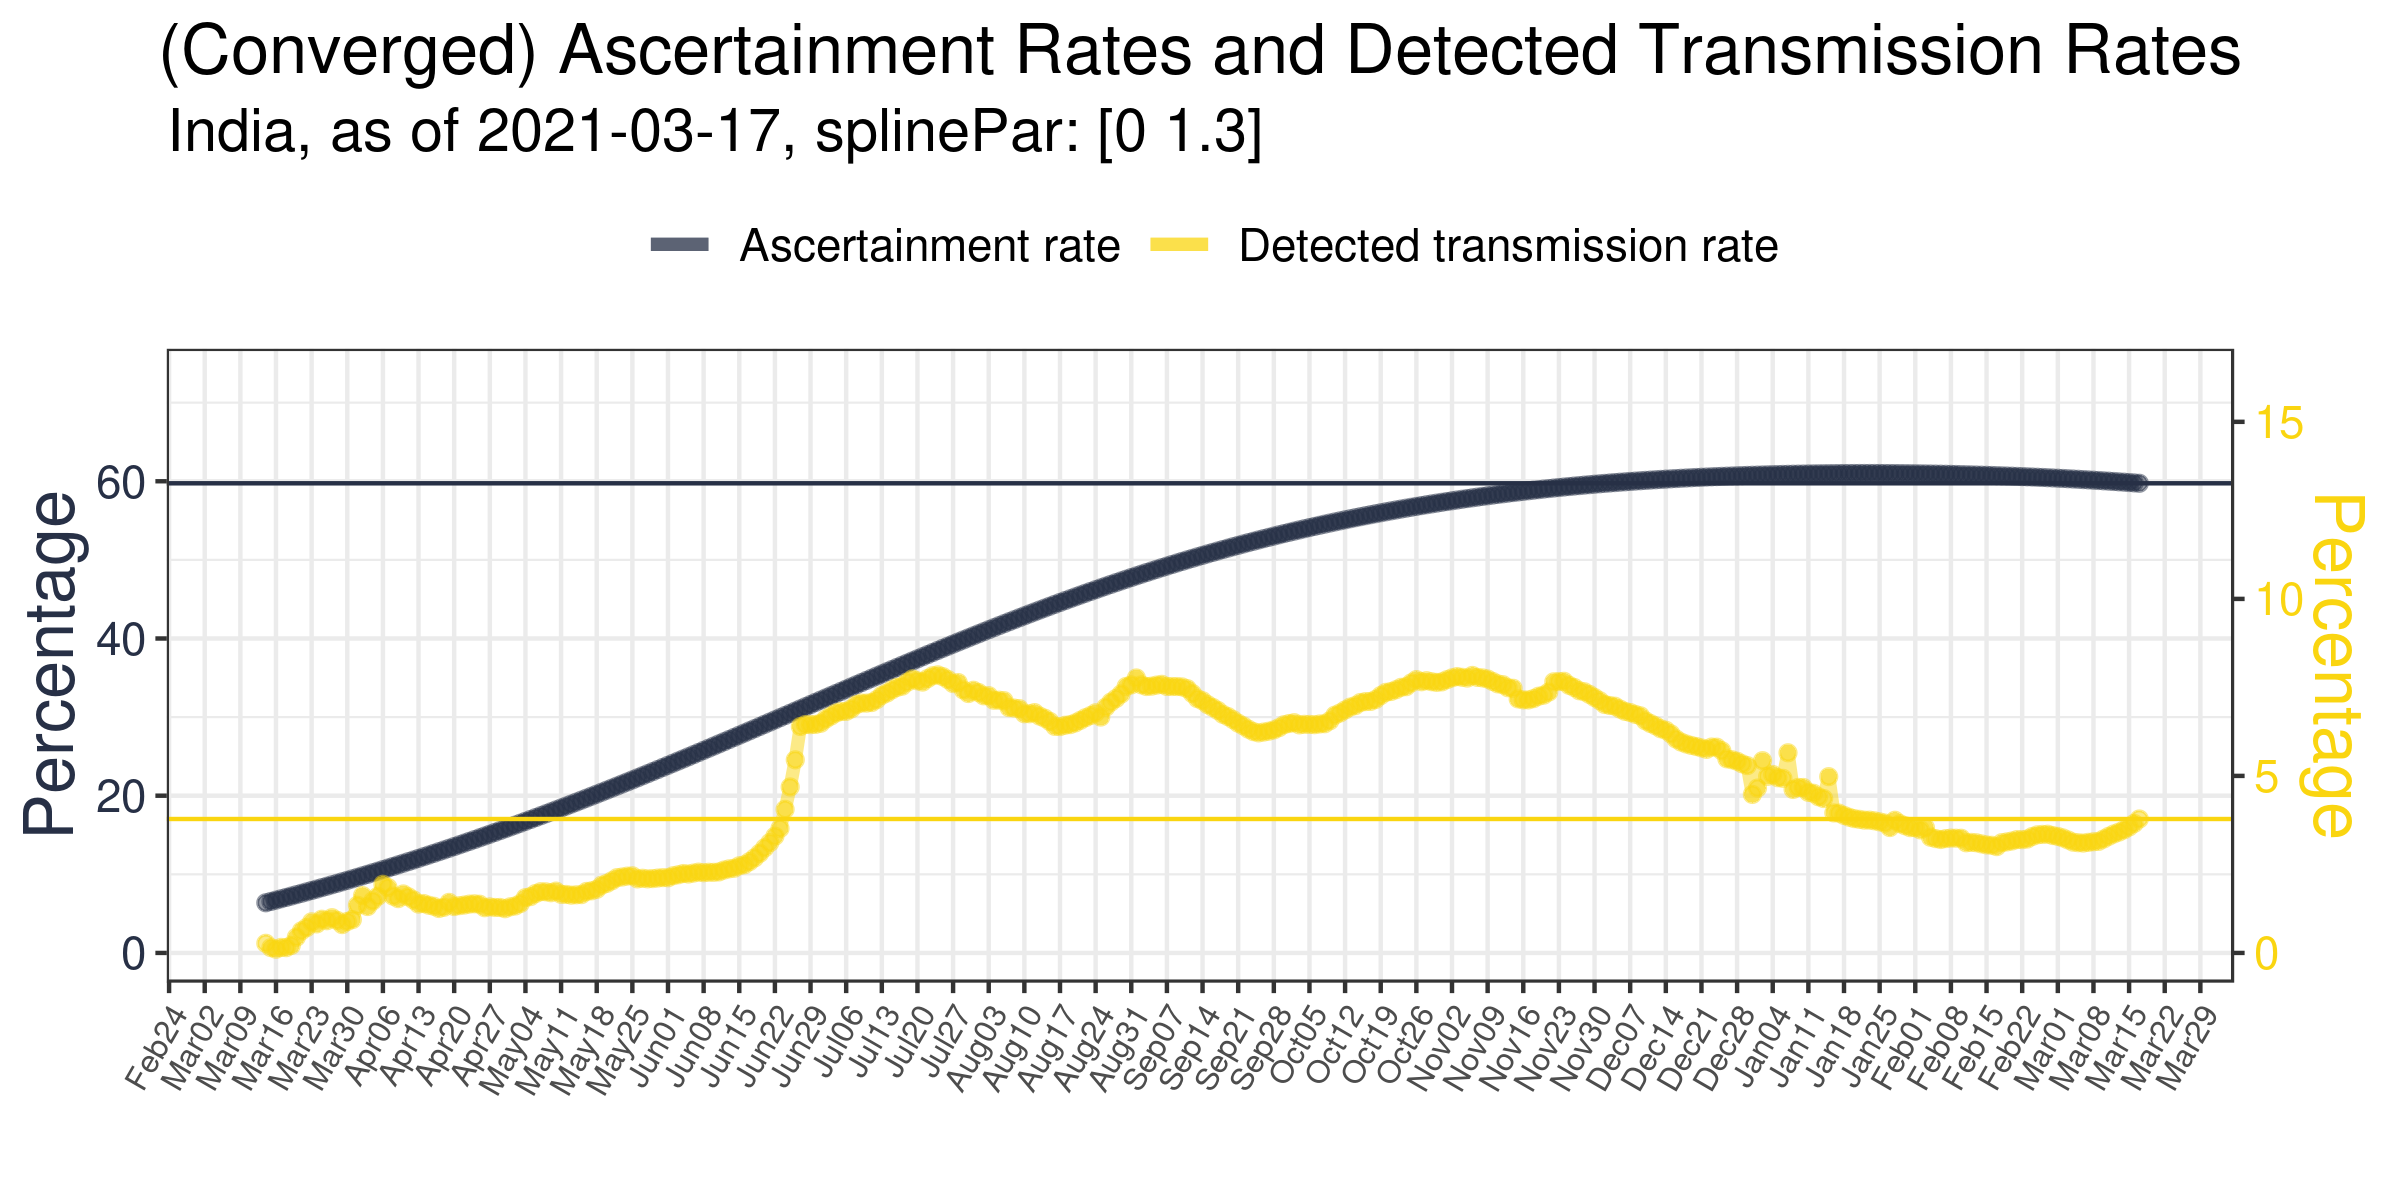 (Converged) Ascertainment Rates and Detected Transmission Rates
India, as of 2021-03-17, splinePar: [0 1.3]
Ascertainment rate
Detected transmission rate
Percentage
60
40
20
0
15
10
5
0
Percentage
Feb24
Mar02
Mar09
Mar16
Mar23
Mar30
Apr06
Apr13
Apr20
Apr27
May04
May11
May18
May25
Jun01
Jun08
Jun15
Jun22
Jun29
Jul06
Jul13
Jul20
Jul27
Aug03
Aug10
Aug17
Aug24
Aug31
Sep07
Sep14
Sep21
Sep28
Oct05
Oct12
Oct19
Oct26
Nov02
Nov09
Nov16
Nov23
Nov30
Dec07
Dec14
Dec21
Dec28
Jan04
Jan11
Jan18
Jan25
Feb01
Feb08
Feb15
Feb22
Mar01
Mar08
Mar15
Mar22
Mar29